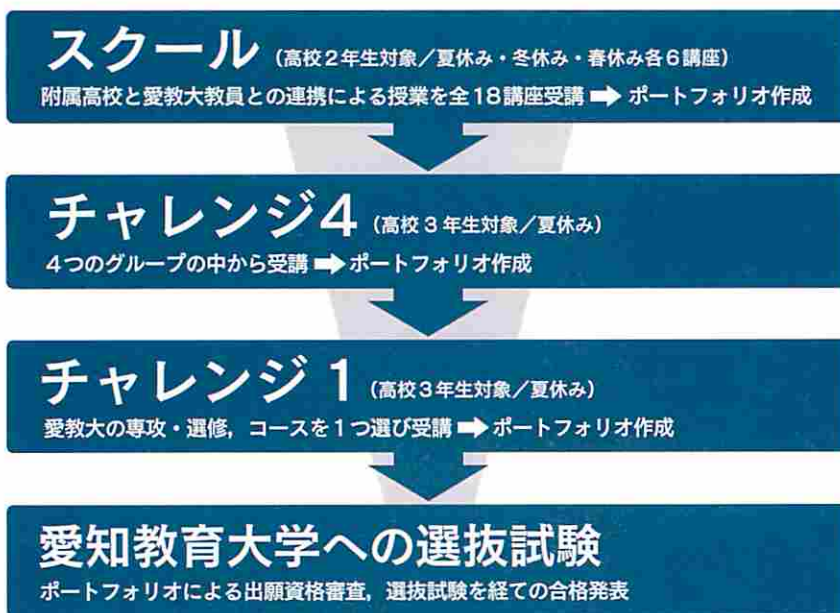 スクール（高校２年生対象／夏休み・冬休み・春休み各６講座）
附属高校と愛教大教員との連携による授業を全18講座受講➡ポートフォリオ作成
チャレンジ4（高校３年生対象／夏休み）
４つのグループの中から受講➡ポートフォリオ作成
チャレンジ１（高校３年生対象／夏休み）
愛教大の専攻・選修，コースを１つ選び受講➡ポートフォリオ作成
愛知教育大学への選抜試験
ポートフォリオによる出願資格審査，選抜試験を経ての合格発表